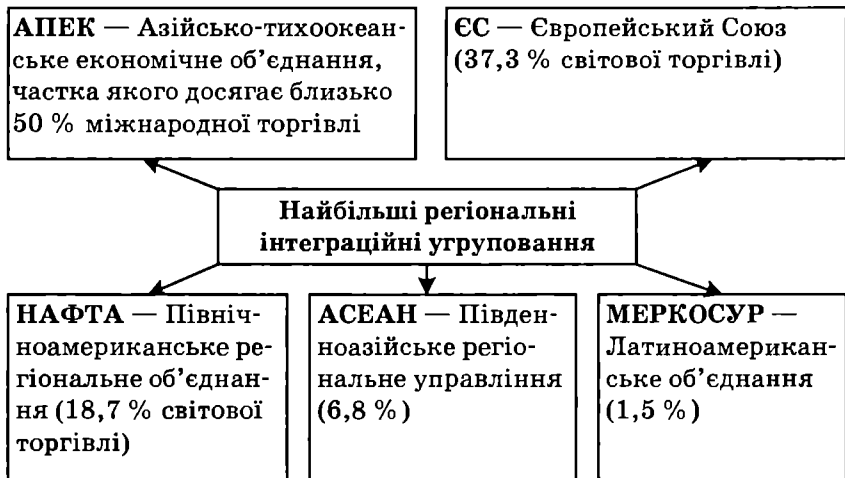 АПЕК — Азійсько-тихоокеан-
ське економічне об’єднання,
частка якого досягає близько
50 % міжнародної торгівлі
ЄС — Європейський Союз
(37,3 % світової торгівлі)
Найбільші регіональні
інтеграційні угруповання
НАФТА — Північ-
ноамериканське ре-
гіональне об’єднан-
ня (18,7 % світової
торгівлі)
АСЕАН — Півден-
ноазійське регіо-
нальне управління
(6,8 %)
МЕРКОСУР —
Латиноамерикан-
ське об’єднання
(1,5 %)